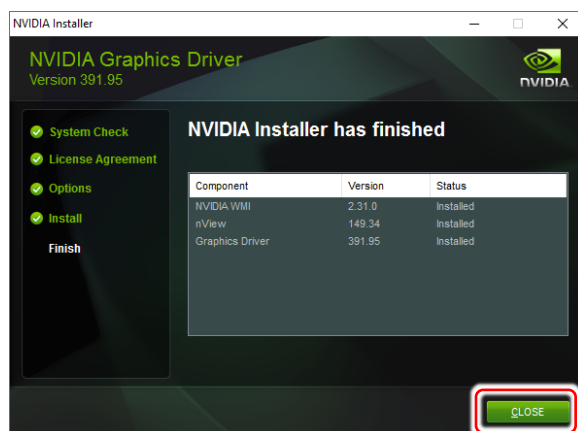 NVIDIA Installer
NVIDIA Graphics Driver
Version 391.95
NVIDIA
System Check
License Agreement
Options
Install
Finish
NVIDIA Installer has finished
Component Version Status
NVIDIA WMI 2.31.0 Installed
nView 149.34 Installed
Graphics Driver 391.95 Installed
CLOSE